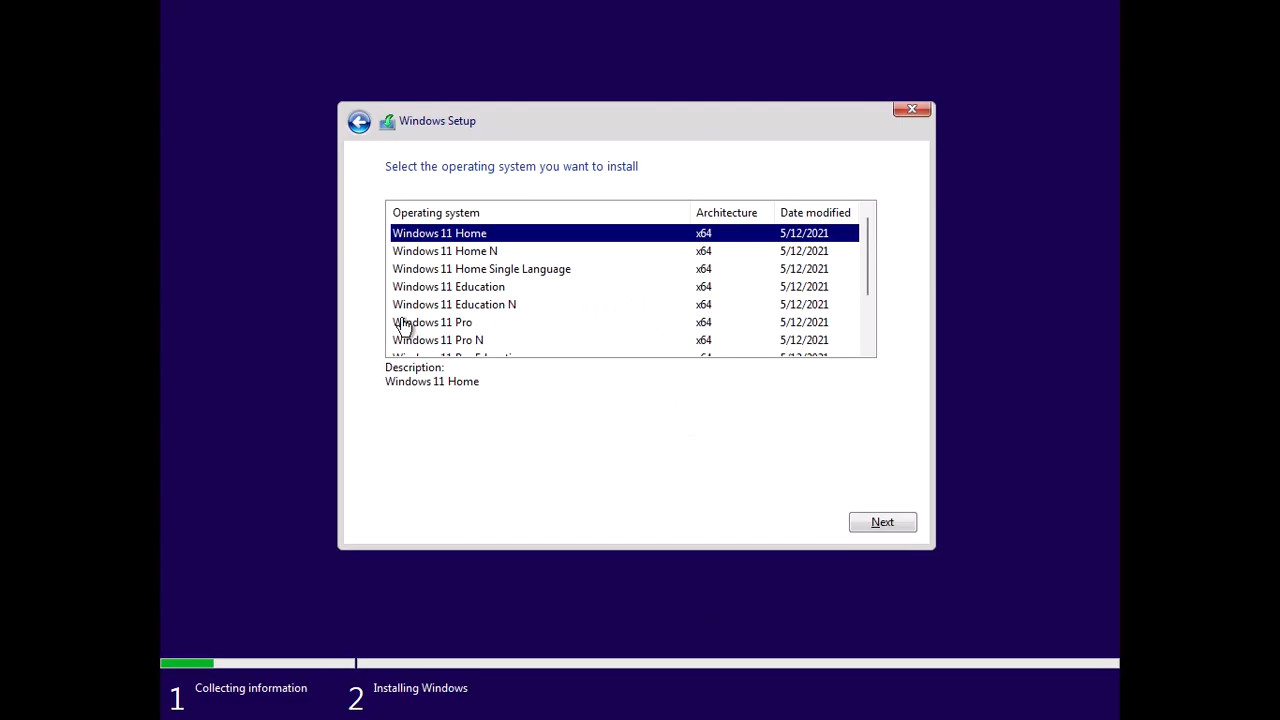 Windows Setup
Select the operating system you want to install
Operating system Architecture Date modified
Windows 11 Home x64 5/12/2021
Windows 11 Home N x64 5/12/2021
Windows 11 Home Single Language x64 5/12/2021
Windows 11 Education x64 5/12/2021
Windows 11 Education N x64 5/12/2021
Windows 11 Pro x64 5/12/2021
Windows 11 Pro N x64 5/12/2021
Description:
Windows 11 Home
Next
1 Collecting information 2 Installing Windows